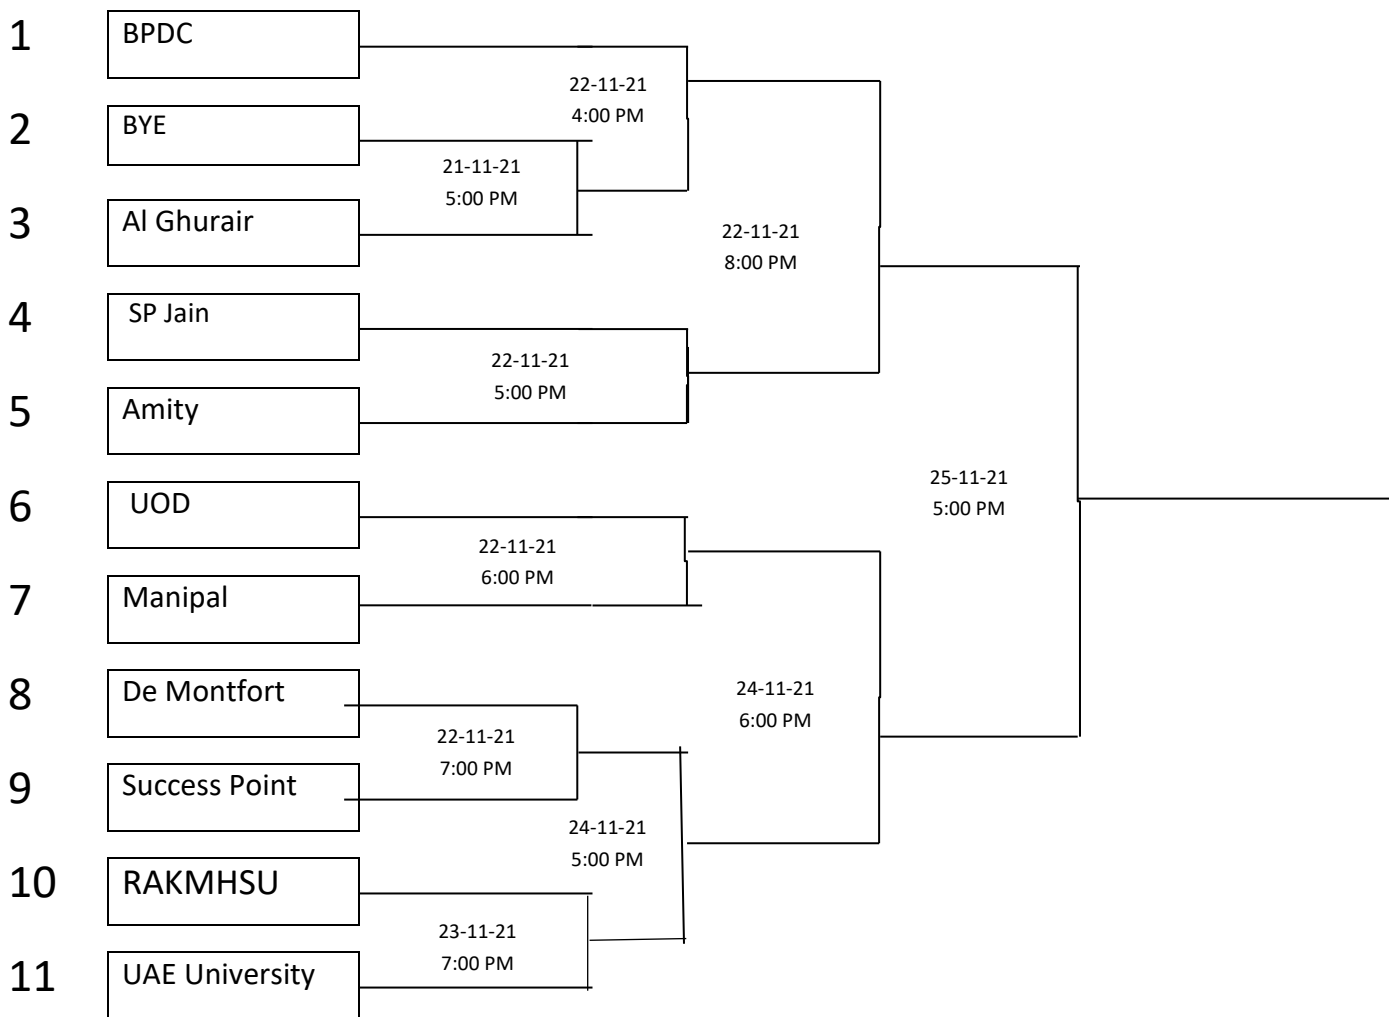 1
BPDC
22-11-21
4:00 PM
2
BYE
21-11-21
5:00 PM
3
Al Ghurair
22-11-21
8:00 PM
4
SP Jain
22-11-21
5:00 PM
5
Amity
25-11-21
5:00 PM
6
UOD
22-11-21
6:00 PM
7
Manipal
8
De Montfort
24-11-21
6:00 PM
22-11-21
7:00 PM
9
Success Point
24-11-21
5:00 PM
10
RAKMHSU
23-11-21
7:00 PM
11
UAE University